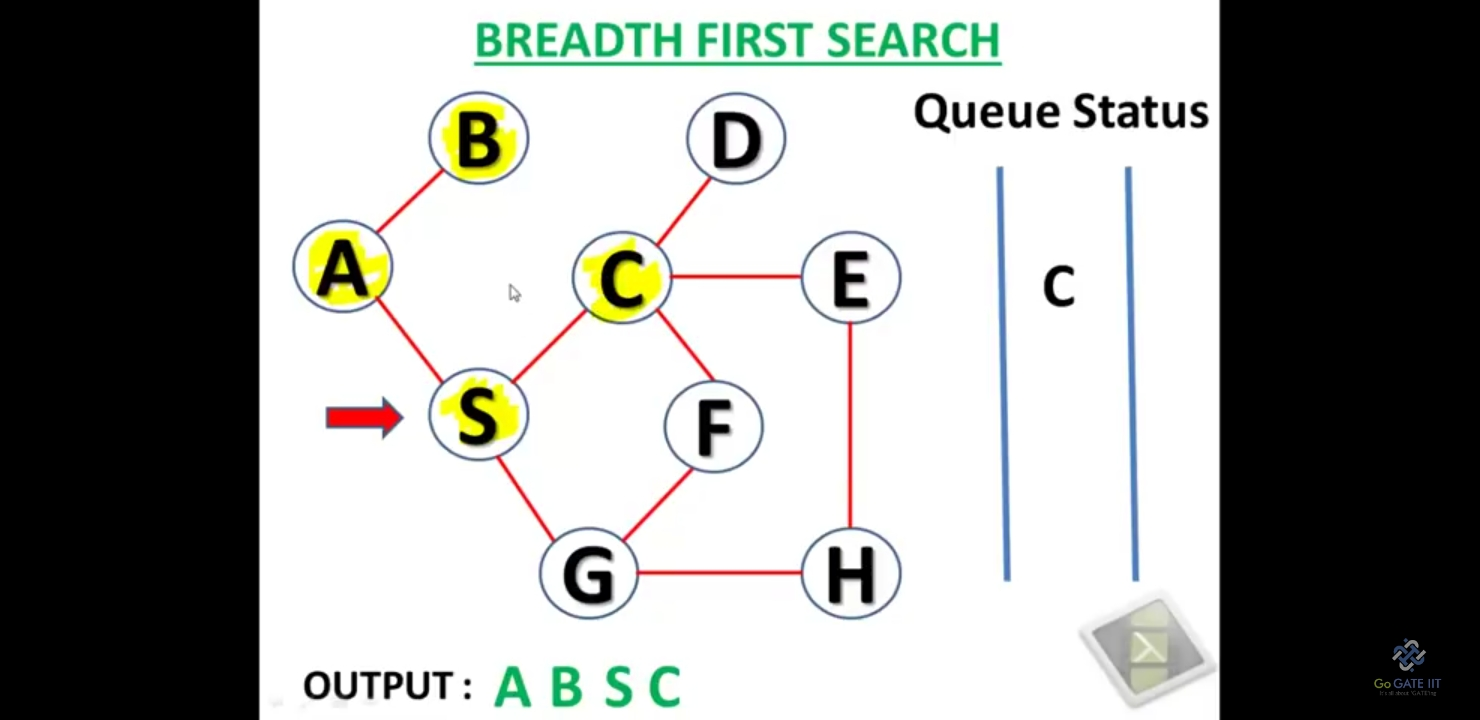 BREADTH FIRST SEARCH
Queue Status
B
D
A
C
E
C
S
F
G
H
OUTPUT : A B S C
Go GATE IIT